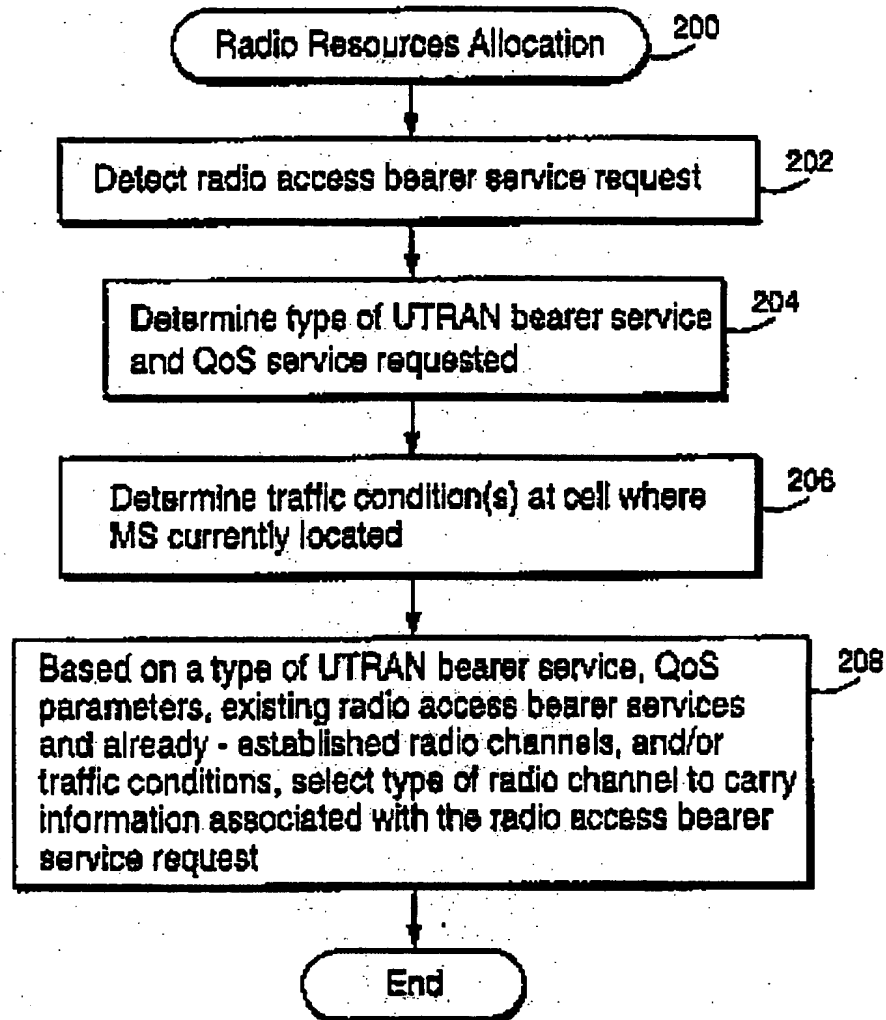 Radio Resources Allocation
200
Detect radio access bearer service request
202
Determine type of UTRAN bearer service
and QoS service requested
204
Determine traffic condition(s) at cell where
MS currently located
206
Based on a type of UTRAN bearer service, QoS
parameters, existing radio access bearer services
and already - established radio channels, and/or
traffic conditions, select type of radio channel to carry
information associated with the radio access bearer
service request
208
End